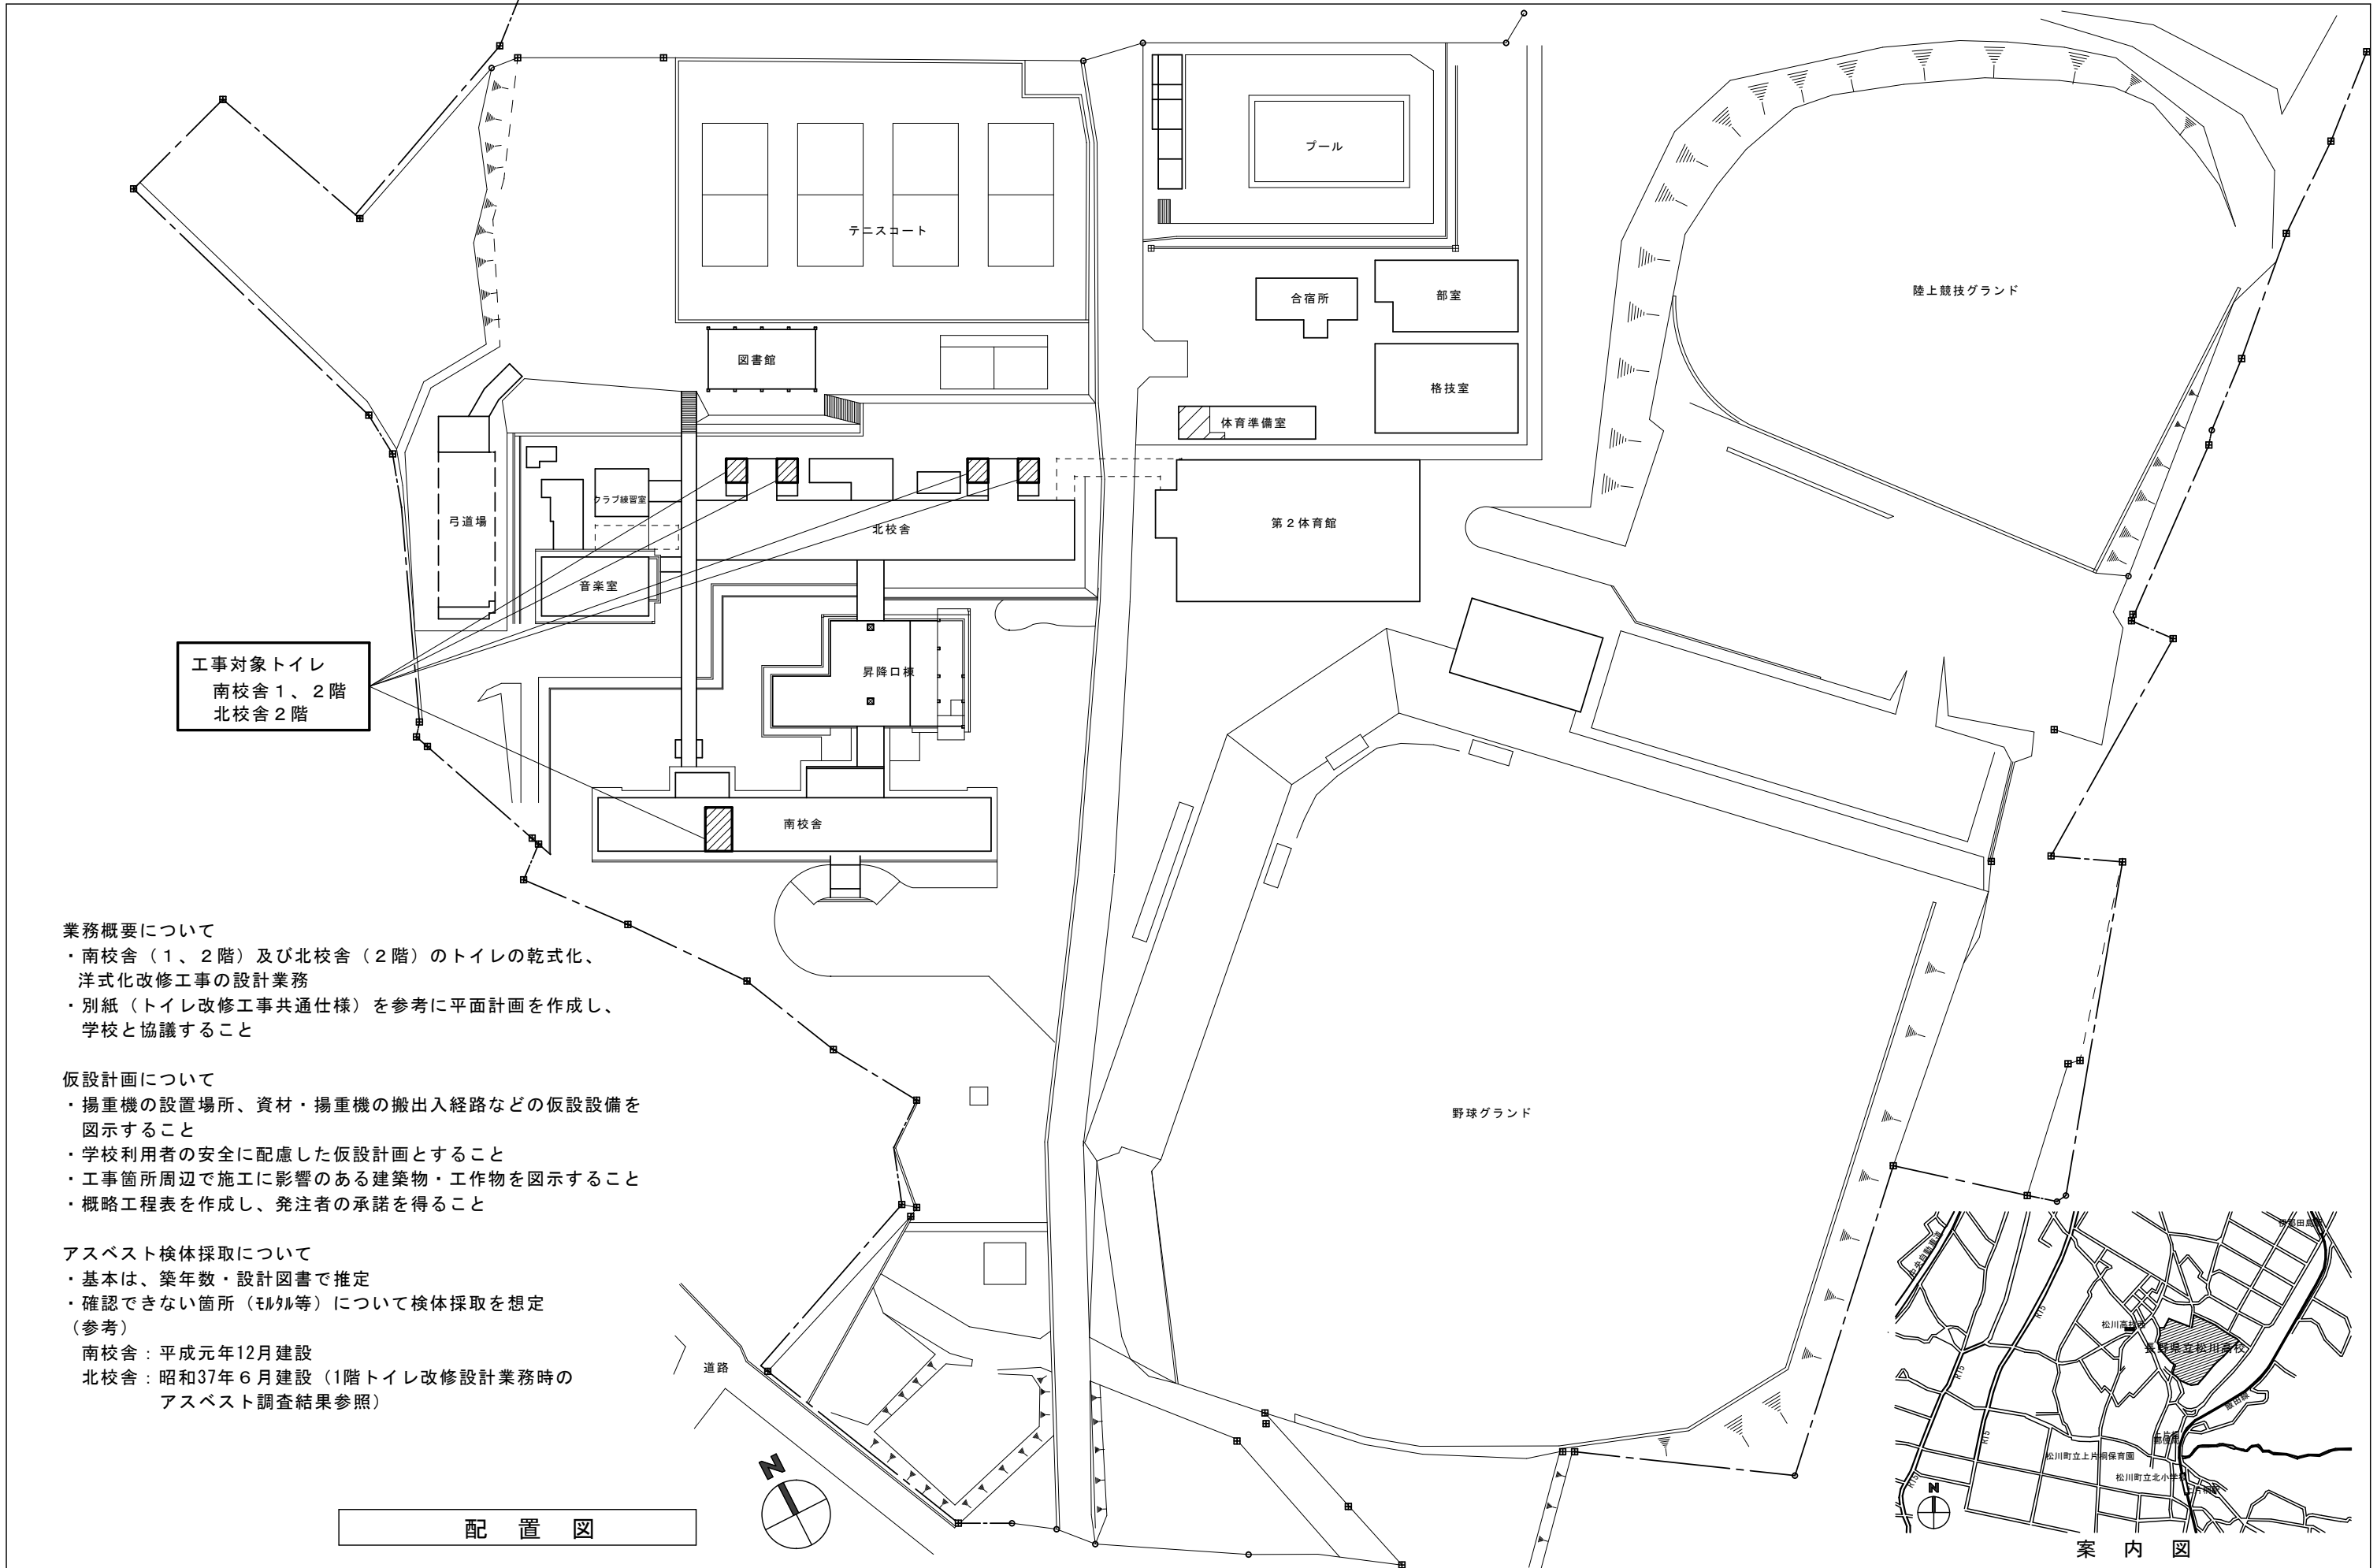 プール
テニスコート
合宿所
部室
陸上競技グランド
図書館
格技室
体育準備室
クラブ練習室
弓道場
北校舎
第２体育館
音楽室
昇降口棟
工事対象トイレ
南校舎１、２階
北校舎２階
南校舎
業務概要について
・南校舎（１、２階）及び北校舎（２階）のトイレの乾式化、
洋式化改修工事の設計業務
・別紙（トイレ改修工事共通仕様）を参考に平面計画を作成し、
学校と協議すること
仮設計画について
・揚重機の設置場所、資材・揚重機の搬出入経路などの仮設設備を
図示すること
・学校利用者の安全に配慮した仮設計画とすること
・工事箇所周辺で施工に影響のある建築物・工作物を図示すること
・概略工程表を作成し、発注者の承諾を得ること
野球グランド
アスベスト検体採取について
・基本は、築年数・設計図書で推定
・確認できない箇所（ﾓﾙﾀﾙ等）について検体採取を想定
（参考）
南校舎：平成元年12月建設
北校舎：昭和37年６月建設（1階トイレ改修設計業務時の
アスベスト調査結果参照）
道路
N
配置図
中央自動車道
R15
長野県立松川高校
R15
飯田線
R15
松川町立上片桐保育園
松川町立北小学校
R15
N
案内図